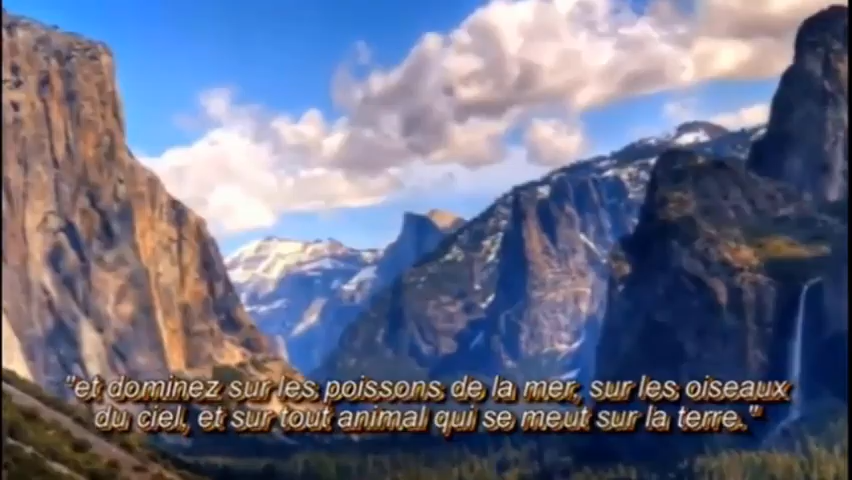 "et dominez sur les poissons de la mer, sur les oiseaux
du ciel, et sur tout animal qui se meut sur la terre."